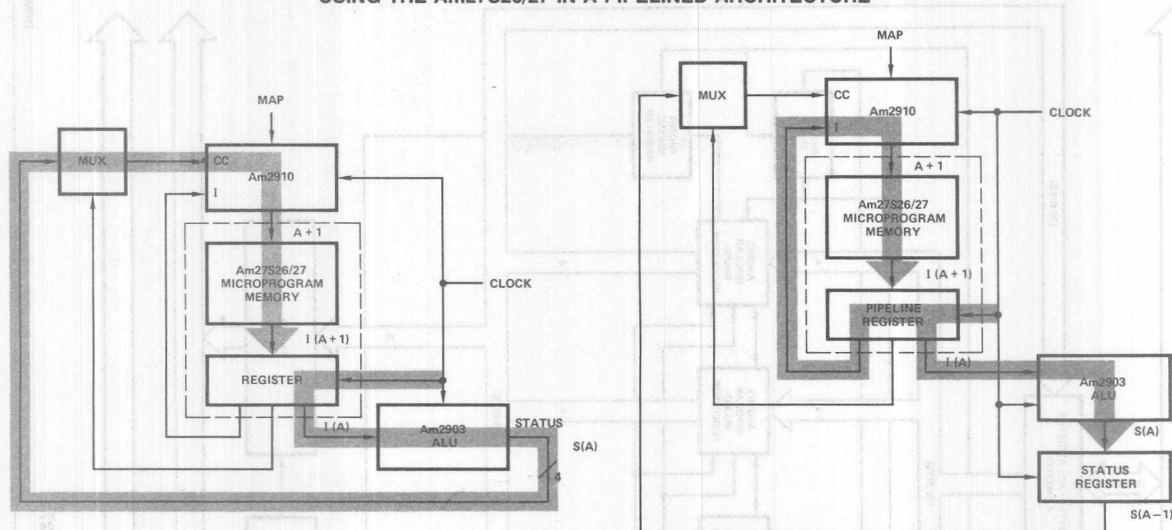 USING THE AM27S26/27 IN A PIPELINED ARCHITECTURE
MAP
MUX
CC
Am2910
I
A + 1
Am27S26/27
MICROPROGRAM
MEMORY
CLOCK
I (A + 1)
REGISTER
I (A)
Am2903
ALU
STATUS
S(A)
4
MAP
MUX
CC
Am2910
I
CLOCK
A + 1
Am27S26/27
MICROPROGRAM
MEMORY
I (A + 1)
PIPELINE
REGISTER
I (A)
Am2903
ALU
S(A)
STATUS
REGISTER
S(A−1)